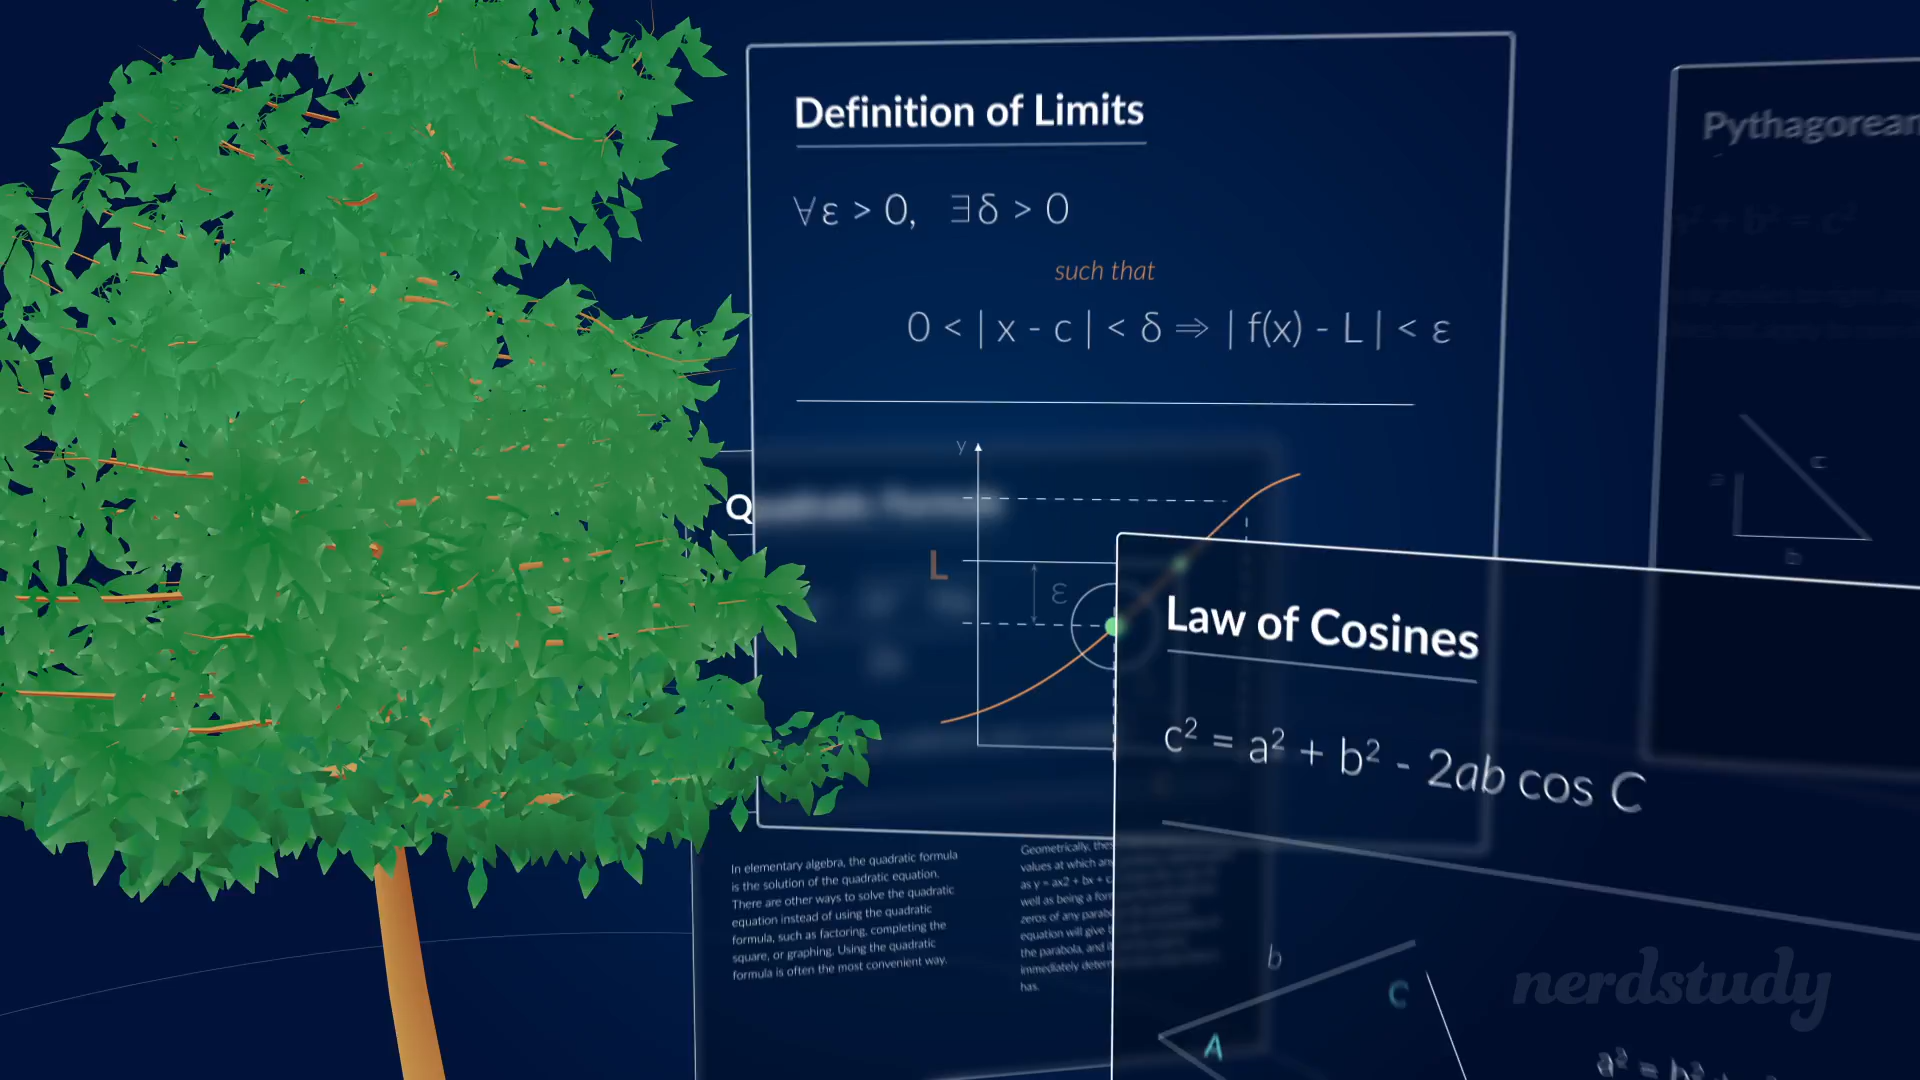 Definition of Limits
∀ε > 0, ∃δ > 0
such that
0 < | x - c | < δ ⇒ | f(x) - L | < ε
y
L
ε
Pythagorean
a² + b² = c²
a
c
b
Law of Cosines
c² = a² + b² - 2ab cos C
b
C
A
In elementary algebra, the quadratic formula
is the solution of the quadratic equation.
There are other ways to solve the quadratic
equation instead of using the quadratic
formula, such as factoring, completing the
square, or graphing. Using the quadratic
formula is often the most convenient way.
Geometrically,
values at which
as y = ax2 + bx + c
well as being a
zeros of any
equation will give
the parabola, and
immediately
has.
nerdstudy